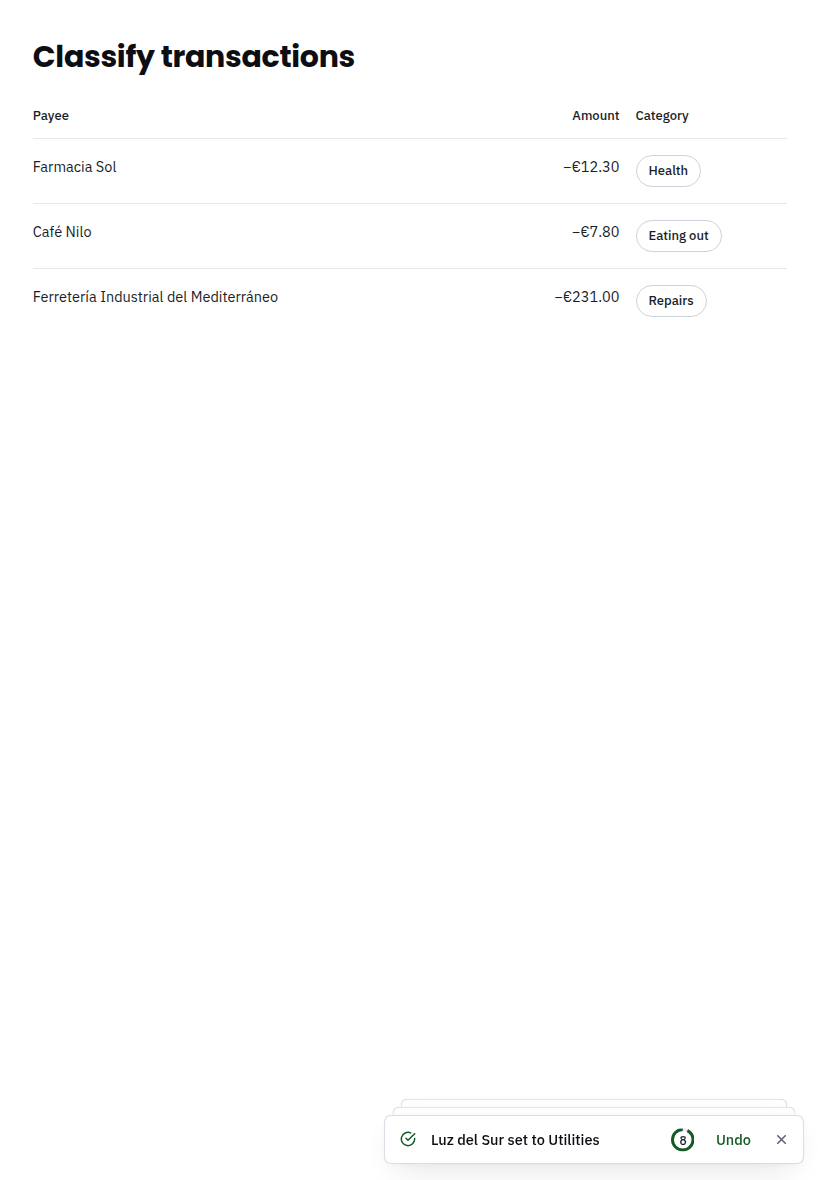 Classify transactions
Payee Amount Category
Farmacia Sol −€12.30 Health
Café Nilo −€7.80 Eating out
Ferretería Industrial del Mediterráneo −€231.00 Repairs
Luz del Sur set to Utilities 8 Undo